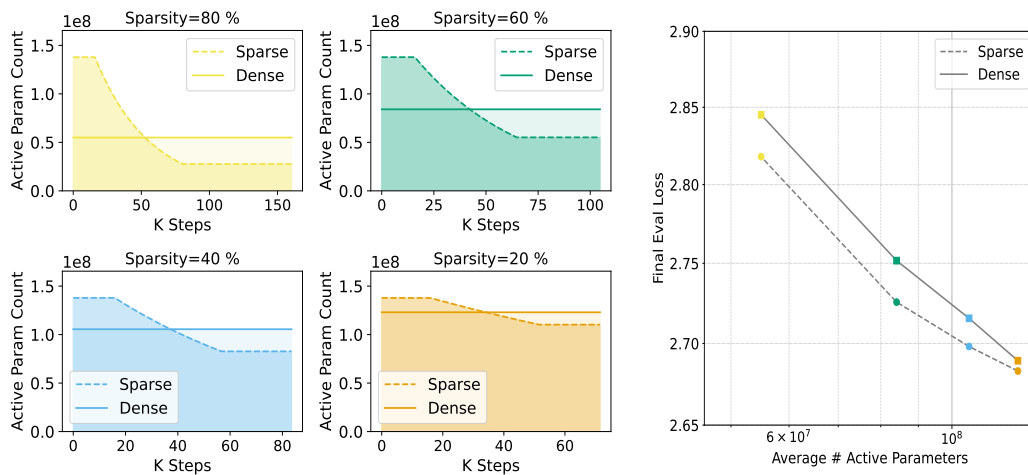 Sparsity=80 %
1e8
Active Param Count
1.5
1.0
0.5
0.0
Sparse
Dense
0
50
100
150
K Steps
Sparsity=60 %
1e8
Active Param Count
1.5
1.0
0.5
0.0
Sparse
Dense
0
25
50
75
100
K Steps
Sparsity=40 %
1e8
Active Param Count
1.5
1.0
0.5
0.0
Sparse
Dense
0
20
40
60
80
K Steps
Sparsity=20 %
1e8
Active Param Count
1.5
1.0
0.5
0.0
Sparse
Dense
0
20
40
60
K Steps
Final Eval Loss
2.90
2.85
2.80
2.75
2.70
2.65
Sparse
Dense
6 × 10⁷
10⁸
Average # Active Parameters